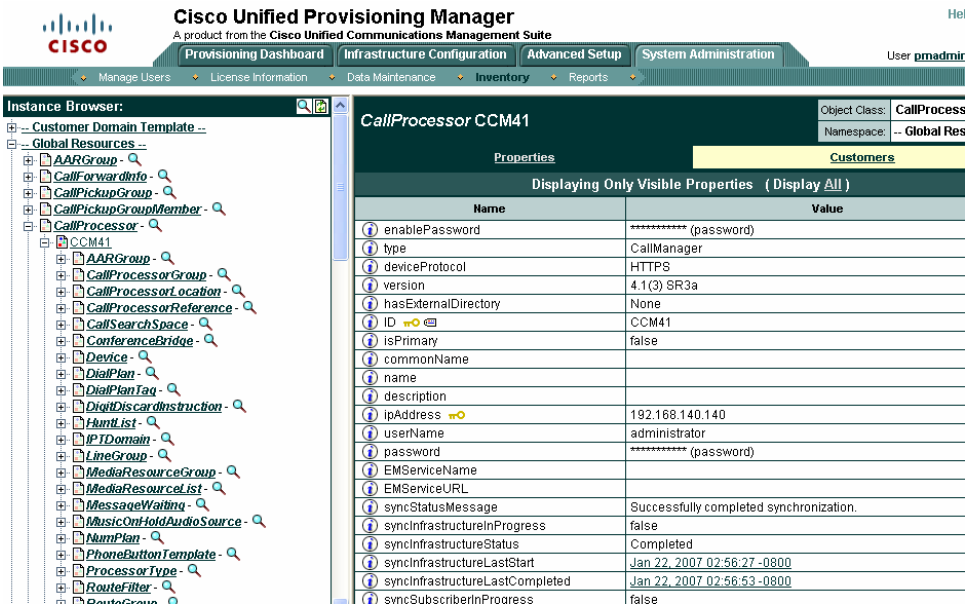 CISCO
Cisco Unified Provisioning Manager
A product from the Cisco Unified Communications Management Suite
Provisioning Dashboard
Infrastructure Configuration
Advanced Setup
System Administration
User pmadmin
Manage Users
License Information
Data Maintenance
Inventory
Reports
Instance Browser:
-- Customer Domain Template --
-- Global Resources --
AARGroup -
CallForwardInfo -
CallPickupGroup -
CallPickupGroupMember -
CallProcessor -
CCM41
AARGroup -
CallProcessorGroup -
CallProcessorLocation -
CallProcessorReference -
CallSearchSpace -
ConferenceBridge -
Device -
DialPlan -
DialPlanTag -
DigitDiscardInstruction -
HuntList -
IPTDomain -
LineGroup -
MediaResourceGroup -
MediaResourceList -
MessageWaiting -
MusicOnHoldAudioSource -
NumPlan -
PhoneButtonTemplate -
ProcessorType -
RouteFilter -
RouteGroup -
CallProcessor CCM41
Object Class: CallProcess
Namespace: -- Global Res
Properties
Customers
Displaying Only Visible Properties ( Display All )
Name Value
enablePassword *********** (password)
type CallManager
deviceProtocol HTTPS
version 4.1(3) SR3a
hasExternalDirectory None
ID CCM41
isPrimary false
commonName
name
description
ipAddress 192.168.140.140
userName administrator
password *********** (password)
EMServiceName
EMServiceURL
syncStatusMessage Successfully completed synchronization.
syncInfrastructureInProgress false
syncInfrastructureStatus Completed
syncInfrastructureLastStart Jan 22, 2007 02:56:27 -0800
syncInfrastructureLastCompleted Jan 22, 2007 02:56:53 -0800
syncSubscriberInProgress false